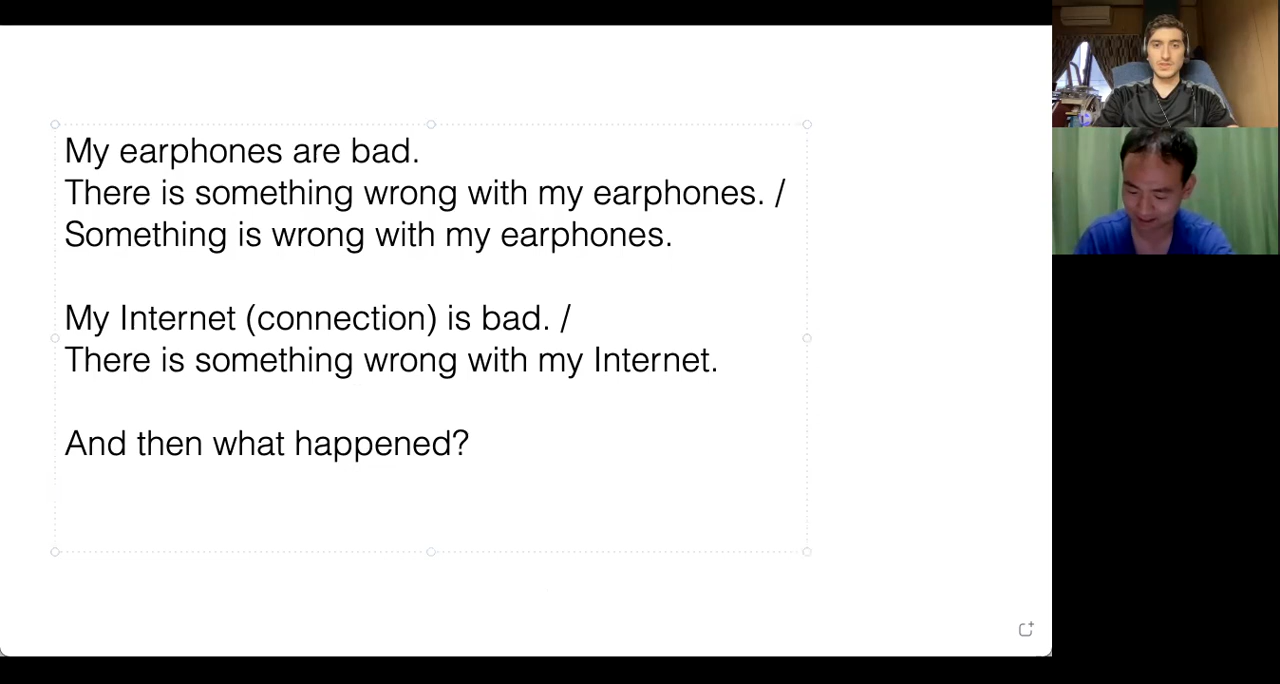 My earphones are bad.
There is something wrong with my earphones. /
Something is wrong with my earphones.
My Internet (connection) is bad. /
There is something wrong with my Internet.
And then what happened?